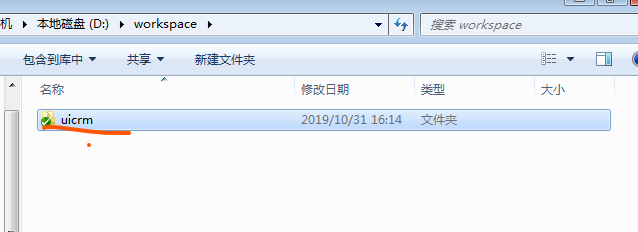 机 ▸ 本地磁盘 (D:) ▸ workspace ▸ 搜索 workspace
包含到库中 共享 新建文件夹
名称 修改日期 类型 大小
uicrm 2019/10/31 16:14 文件夹